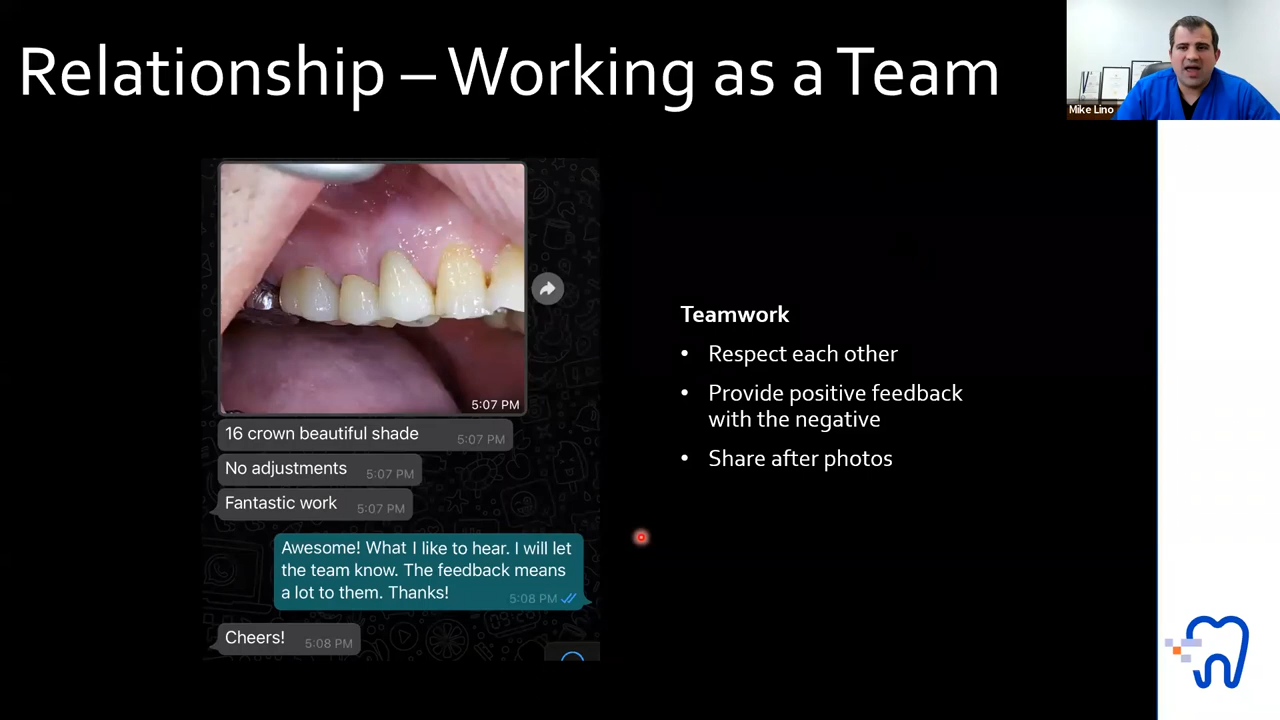 Relationship – Working as a Team
Mike Lino
5:07 PM
16 crown beautiful shade 5:07 PM
No adjustments 5:07 PM
Fantastic work 5:07 PM
Awesome! What I like to hear. I will let
the team know. The feedback means
a lot to them. Thanks! 5:08 PM
Cheers! 5:08 PM
Teamwork
• Respect each other
• Provide positive feedback
with the negative
• Share after photos